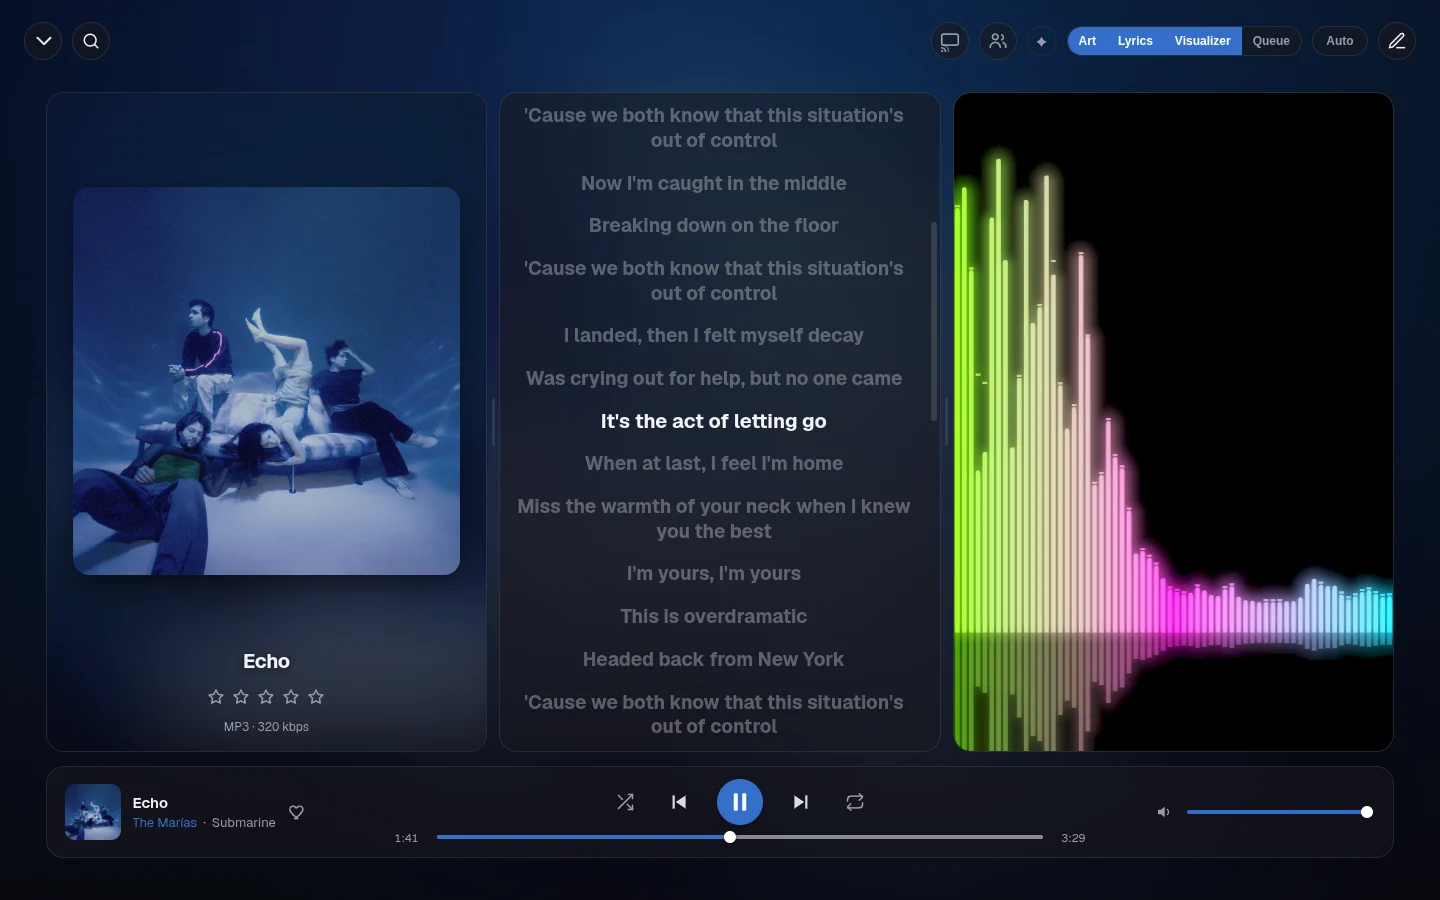 Art Lyrics Visualizer Queue Auto
'Cause we both know that this situation's
out of control
Now I'm caught in the middle
Breaking down on the floor
'Cause we both know that this situation's
out of control
I landed, then I felt myself decay
Was crying out for help, but no one came
It's the act of letting go
When at last, I feel I'm home
Miss the warmth of your neck when I knew
you the best
I'm yours, I'm yours
This is overdramatic
Headed back from New York
'Cause we both know that this situation's
out of control
Echo
MP3 · 320 kbps
Echo
The Marías · Submarine
1:41
3:29